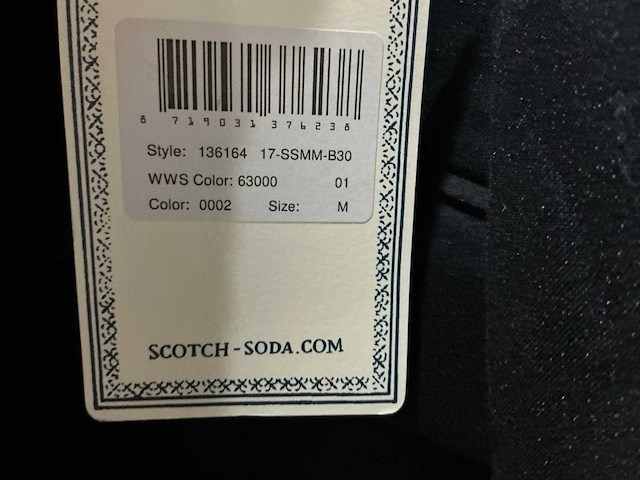 8 719031 376238
Style: 136164 17-SSMM-B30
WWS Color: 63000 01
Color: 0002 Size: M
SCOTCH-SODA.COM